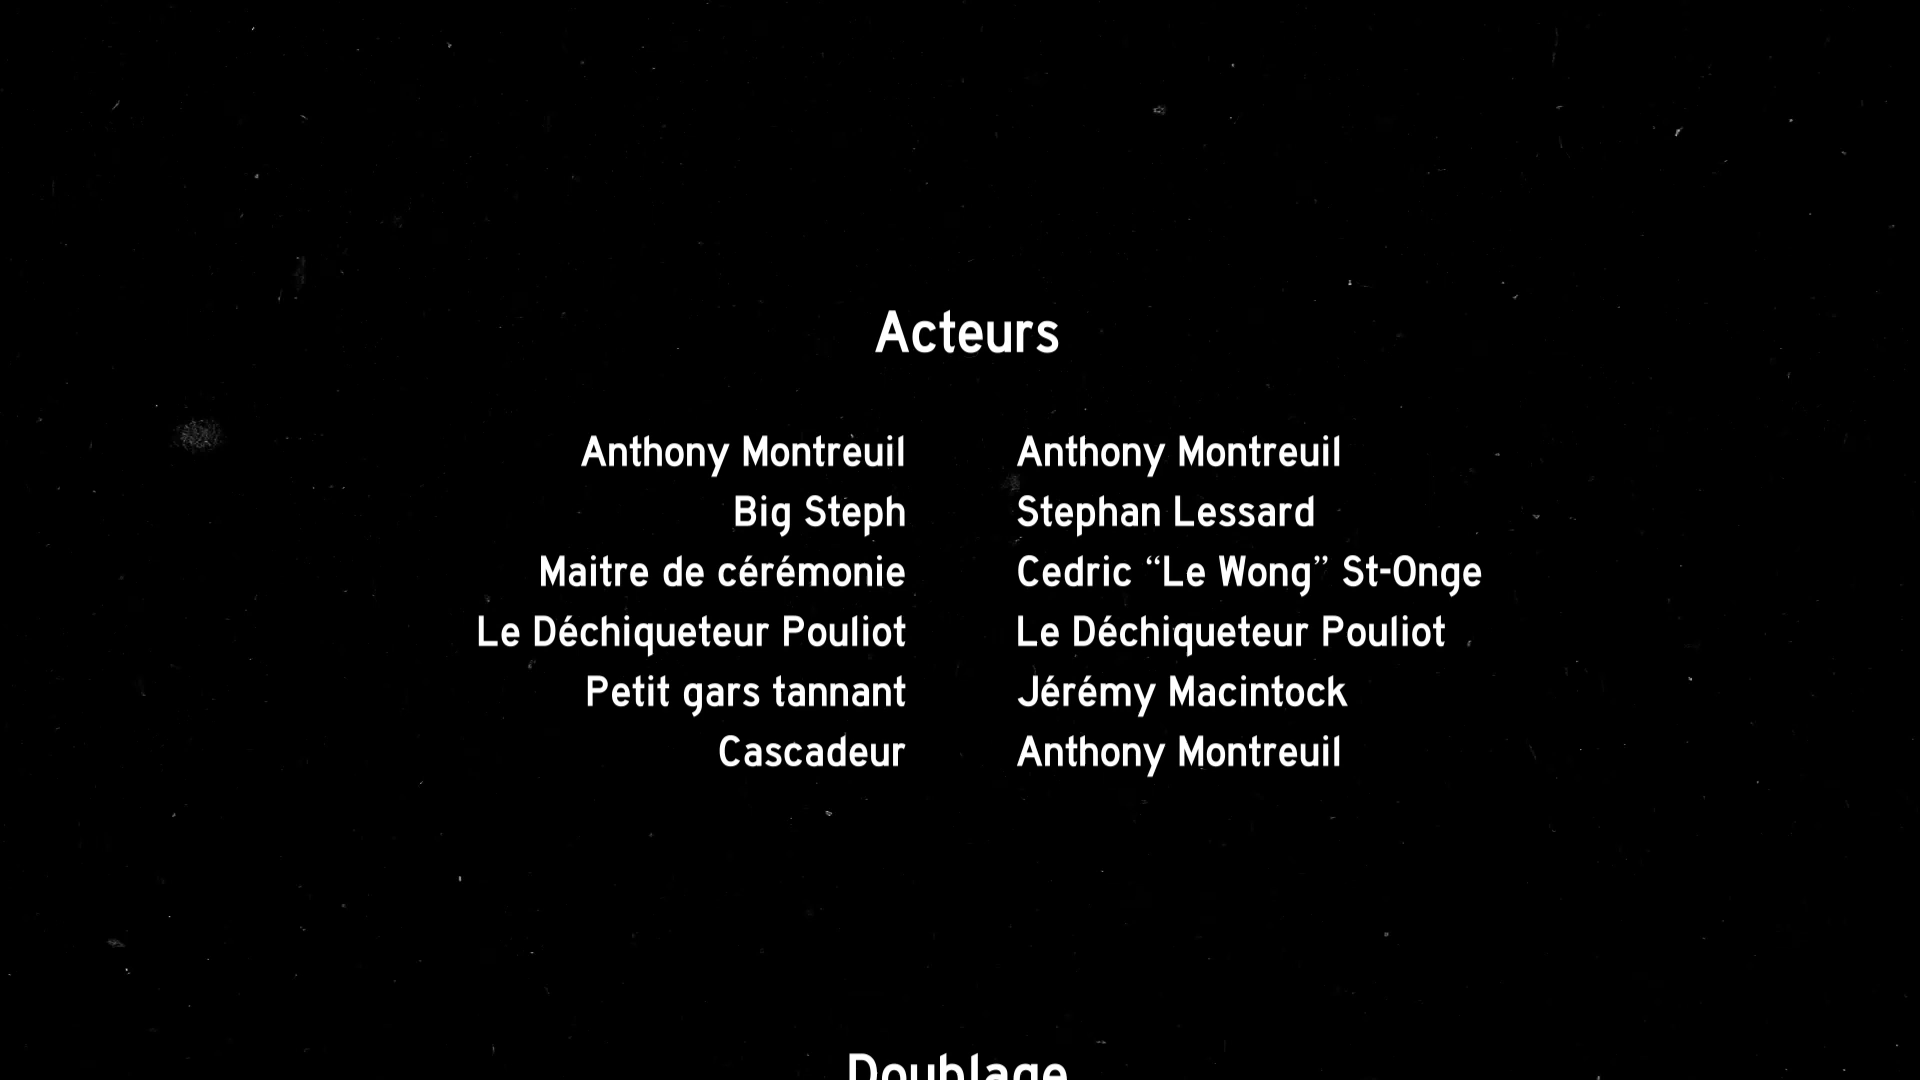 Acteurs
Anthony Montreuil Anthony Montreuil
Big Steph Stephan Lessard
Maitre de cérémonie Cedric “Le Wong” St-Onge
Le Déchiqueteur Pouliot Le Déchiqueteur Pouliot
Petit gars tannant Jérémy Macintock
Cascadeur Anthony Montreuil
Doublage